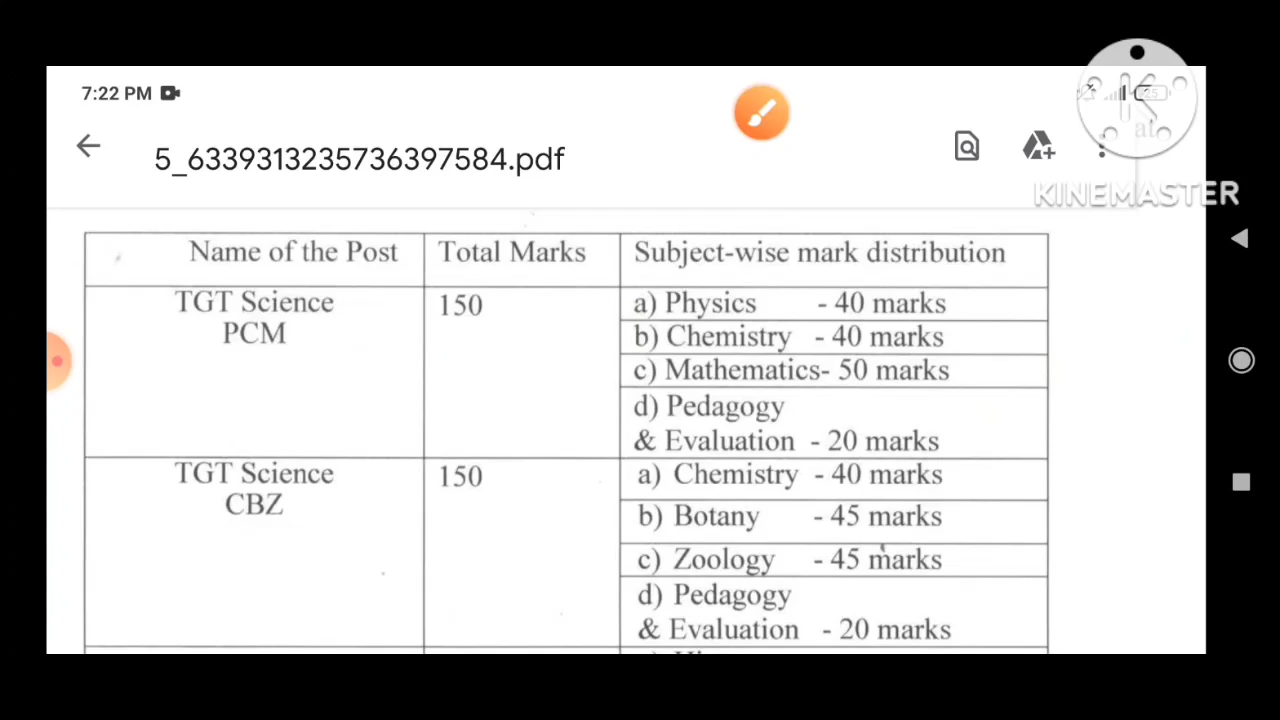 7:22 PM
25
at
5_6339313235736397584.pdf
KINEMASTER
Name of the Post Total Marks Subject-wise mark distribution
TGT Science 150 a) Physics - 40 marks
PCM b) Chemistry - 40 marks
c) Mathematics- 50 marks
d) Pedagogy
& Evaluation - 20 marks
TGT Science 150 a) Chemistry - 40 marks
CBZ b) Botany - 45 marks
c) Zoology - 45 marks
d) Pedagogy
& Evaluation - 20 marks